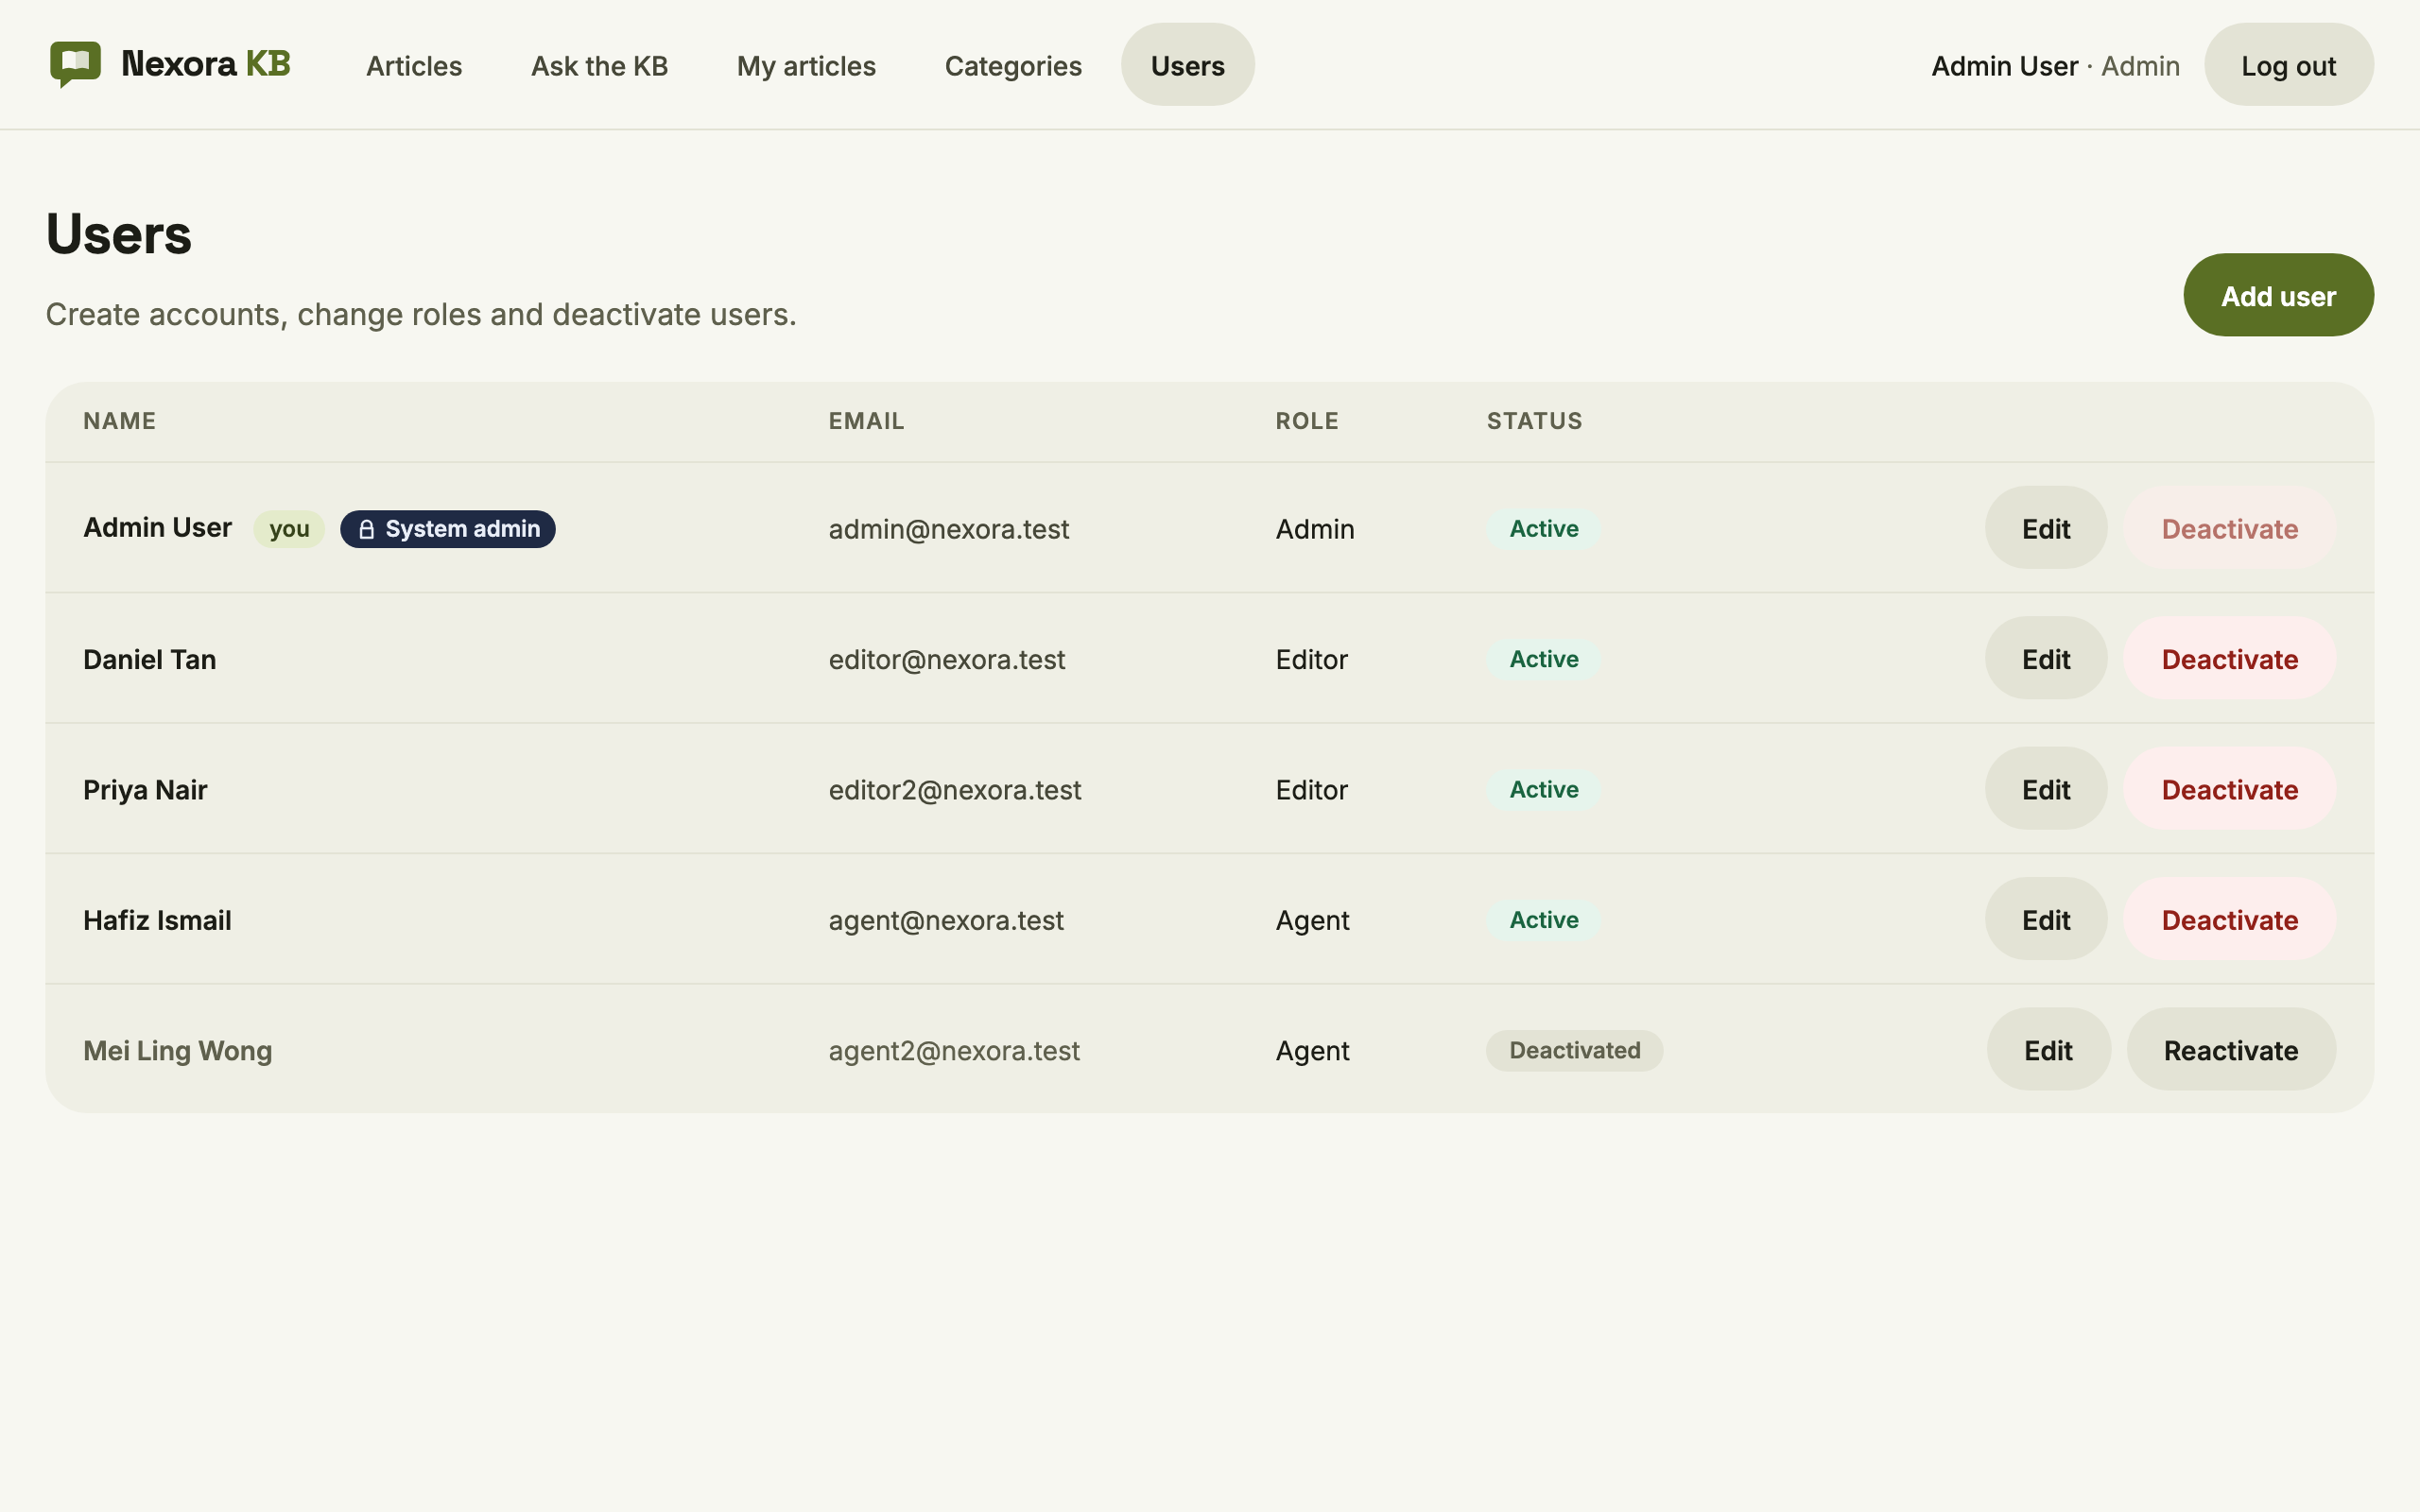 Nexora KB Articles Ask the KB My articles Categories Users Admin User · Admin Log out
Users
Create accounts, change roles and deactivate users.
Add user
NAME EMAIL ROLE STATUS
Admin User you System admin admin@nexora.test Admin Active Edit Deactivate
Daniel Tan editor@nexora.test Editor Active Edit Deactivate
Priya Nair editor2@nexora.test Editor Active Edit Deactivate
Hafiz Ismail agent@nexora.test Agent Active Edit Deactivate
Mei Ling Wong agent2@nexora.test Agent Deactivated Edit Reactivate